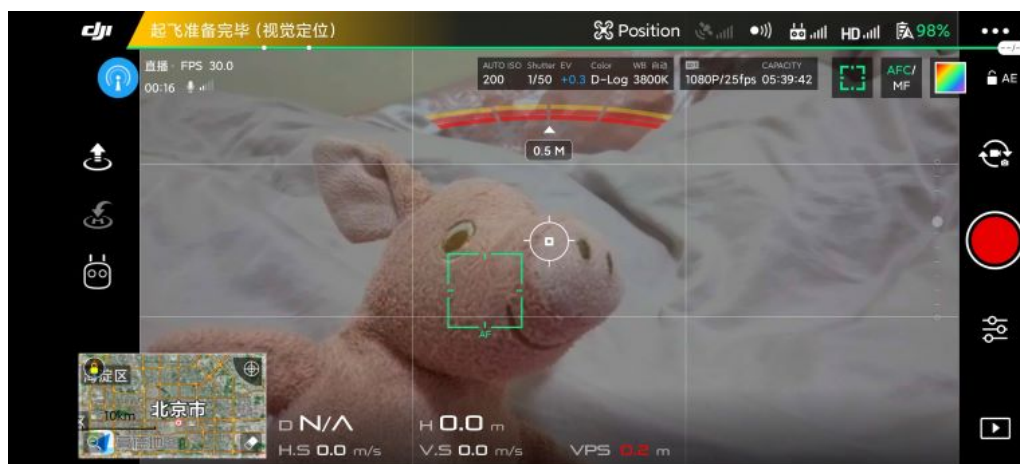 dji
起飞准备完毕 (视觉定位)
Position
HD
98%
--/-
直播· FPS 30.0
00:16
AUTO ISO Shutter EV Color WB 自动
200 1/50 +0.3 D-Log 3800K
CAPACITY
1080P/25fps 05:39:42
AFC/
MF
AE
0.5 M
AF
海淀区
北京市
10km
D N/A
H 0.0 m
H.S 0.0 m/s
V.S 0.0 m/s
VPS 0.2 m